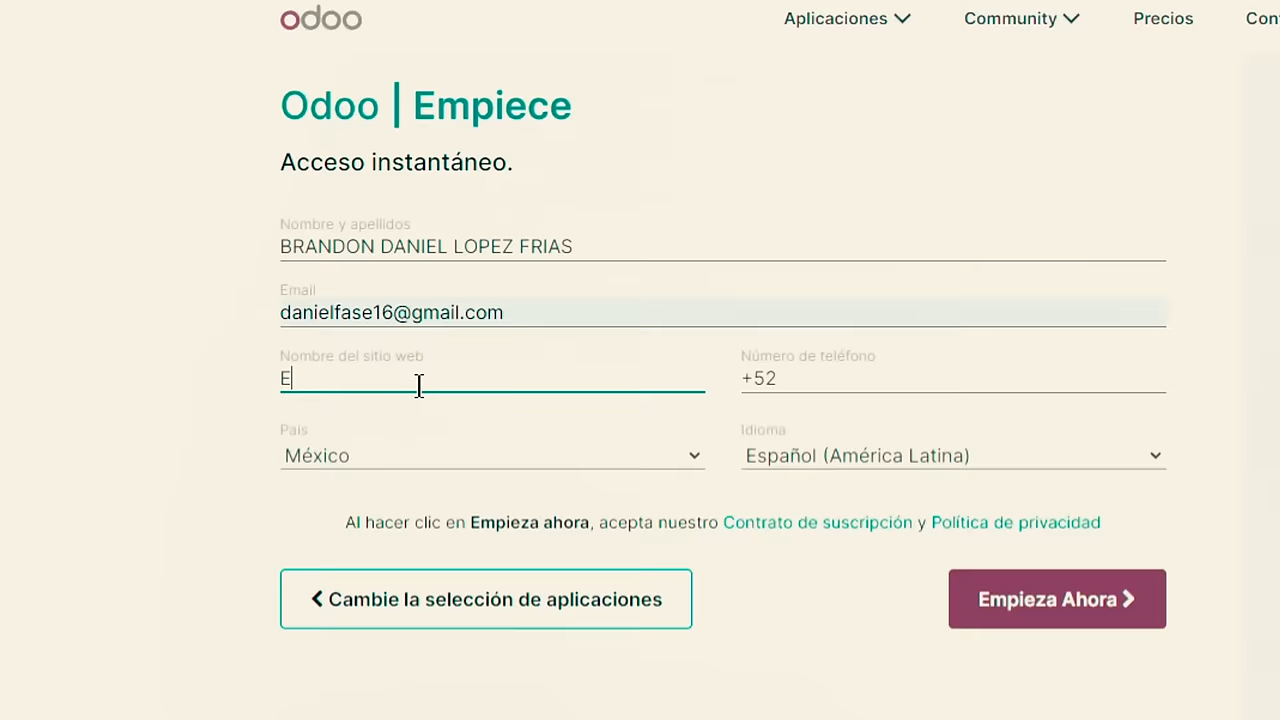 odoo
Aplicaciones Community Precios
Odoo | Empiece
Acceso instantáneo.
Nombre y apellidos
BRANDON DANIEL LOPEZ FRIAS
Email
danielfase16@gmail.com
Nombre del sitio web Número de teléfono
E +52
País Idioma
México Español (América Latina)
Al hacer clic en Empieza ahora, acepta nuestro Contrato de suscripción y Política de privacidad
Cambie la selección de aplicaciones Empieza Ahora